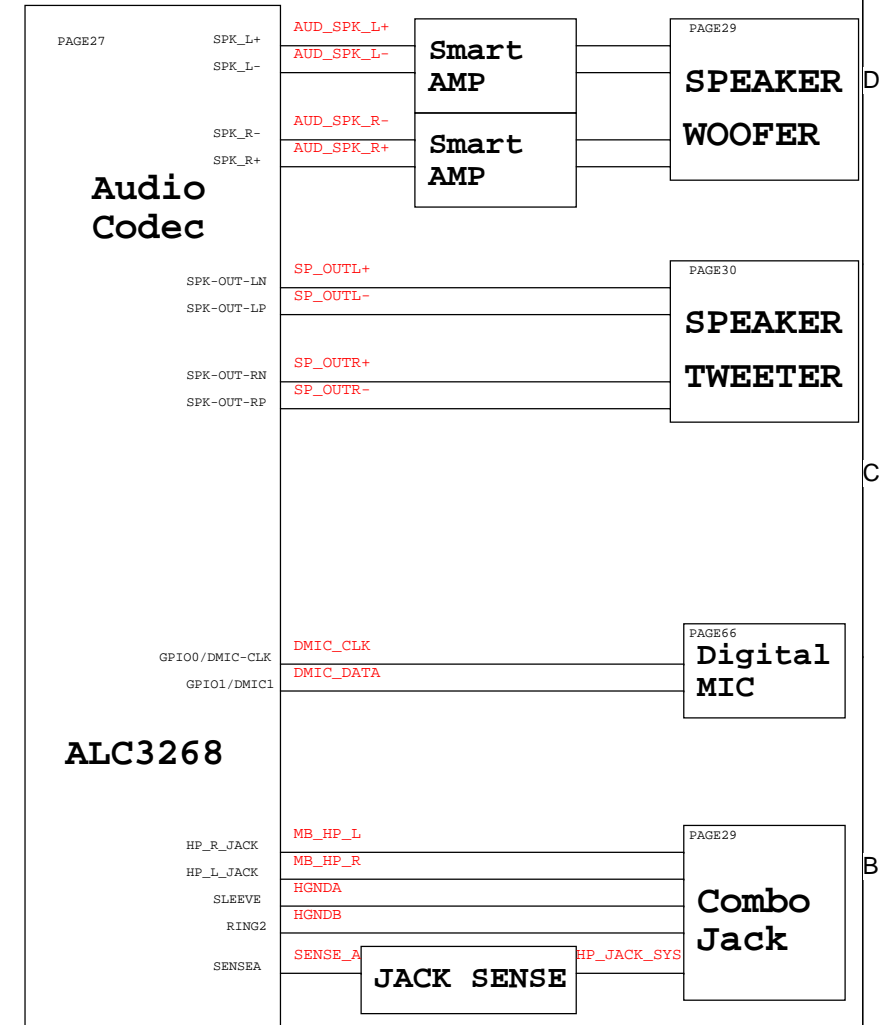 PAGE27
SPK_L+
AUD_SPK_L+
SPK_L-
AUD_SPK_L-
Smart
AMP
PAGE29
SPEAKER
WOOFER
D
SPK_R-
AUD_SPK_R-
SPK_R+
AUD_SPK_R+
Smart
AMP
Audio
Codec
SPK-OUT-LN
SP_OUTL+
SPK-OUT-LP
SP_OUTL-
PAGE30
SPEAKER
TWEETER
SPK-OUT-RN
SP_OUTR+
SPK-OUT-RP
SP_OUTR-
C
GPIO0/DMIC-CLK
DMIC_CLK
GPIO1/DMIC1
DMIC_DATA
PAGE66
Digital
MIC
ALC3268
HP_R_JACK
MB_HP_L
HP_L_JACK
MB_HP_R
SLEEVE
HGNDA
RING2
HGNDB
SENSEA
SENSE_A
JACK SENSE
HP_JACK_SYS
PAGE29
Combo
Jack
B